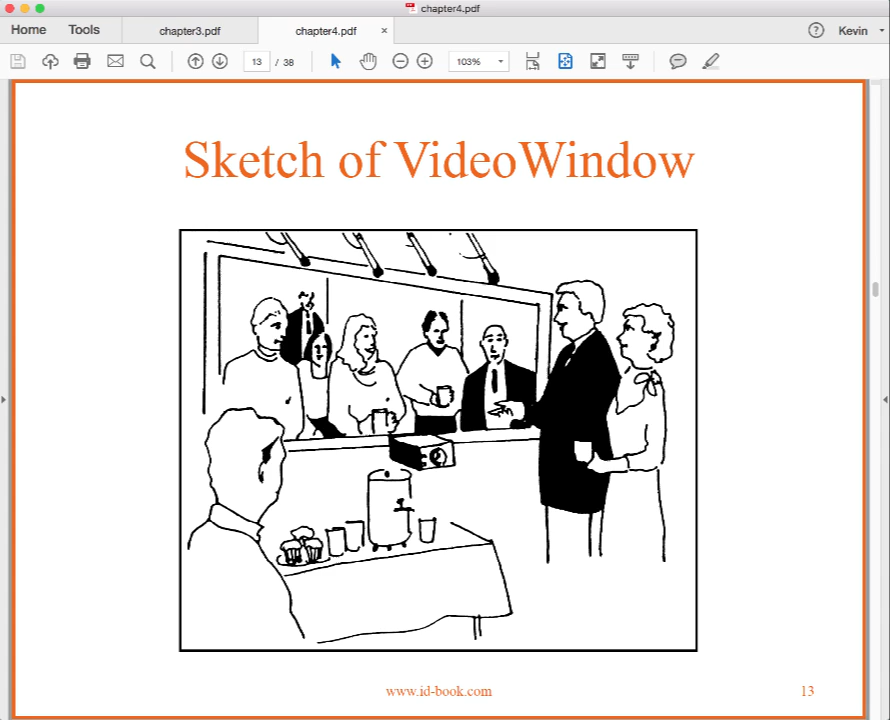 chapter4.pdf
Home Tools chapter3.pdf chapter4.pdf × ? Kevin
13 / 38 103%
Sketch of VideoWindow
www.id-book.com 13